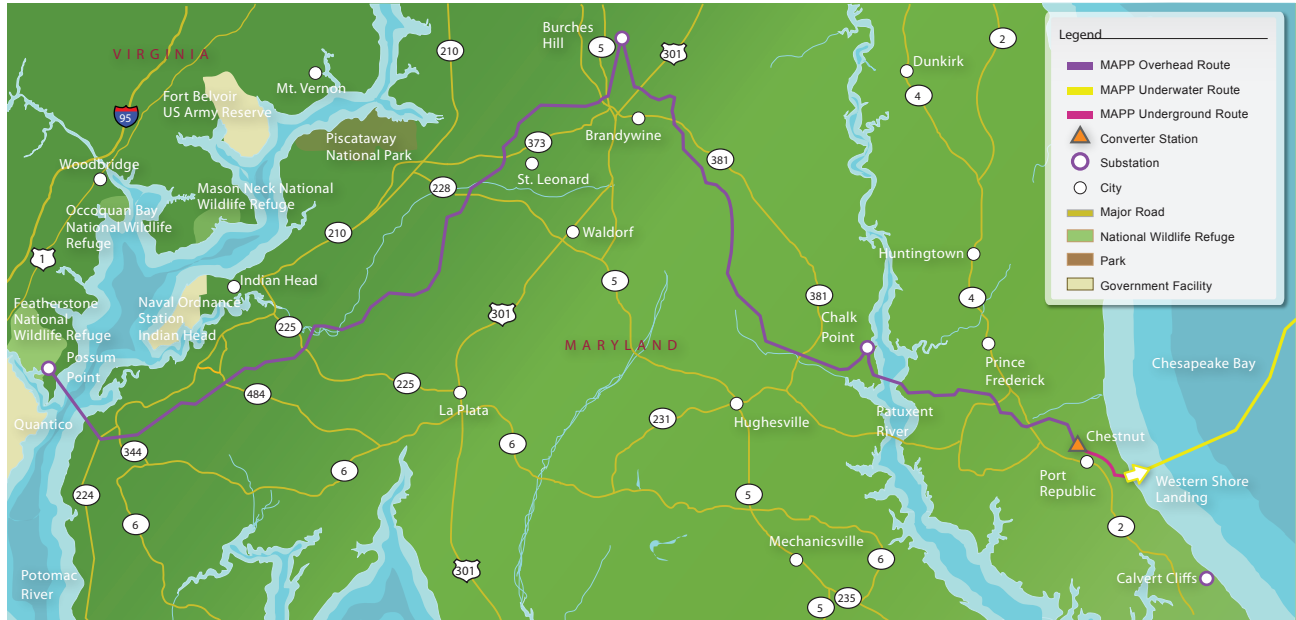 Burches
Hill
5
301
210
2
VIRGINIA
Mt. Vernon
Dunkirk
4
Fort Belvoir
US Army Reserve
95
Piscataway
National Park
373
Brandywine
381
St. Leonard
Woodbridge
228
Mason Neck National
Wildlife Refuge
Occoquan Bay
National Wildlife
Refuge
210
Waldorf
1
Huntingtown
Indian Head
5
4
381
Featherstone
National
Wildlife Refuge
Naval Ordnance
Station
Indian Head
225
301
Chalk
Point
MARYLAND
Possum
Point
Prince
Frederick
225
484
La Plata
Hughesville
231
Patuxent
River
Quantico
344
6
6
Chestnut
Port
Republic
Western Shore
Landing
Chesapeake Bay
224
6
5
2
Mechanicsville
6
301
Calvert Cliffs
Potomac
River
5
235
Legend
MAPP Overhead Route
MAPP Underwater Route
MAPP Underground Route
Converter Station
Substation
City
Major Road
National Wildlife Refuge
Park
Government Facility